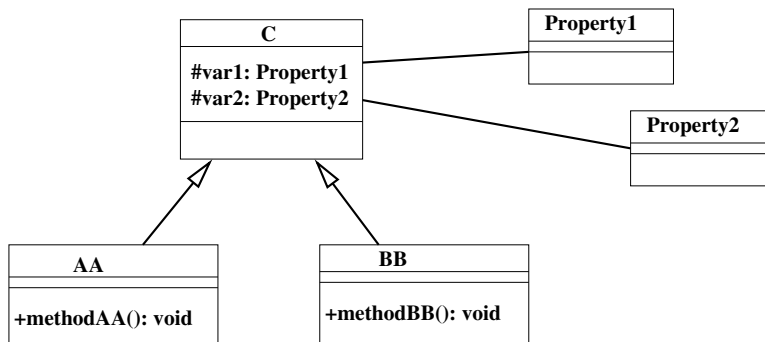 C
#var1: Property1
#var2: Property2
Property1
Property2
AA
+methodAA(): void
BB
+methodBB(): void